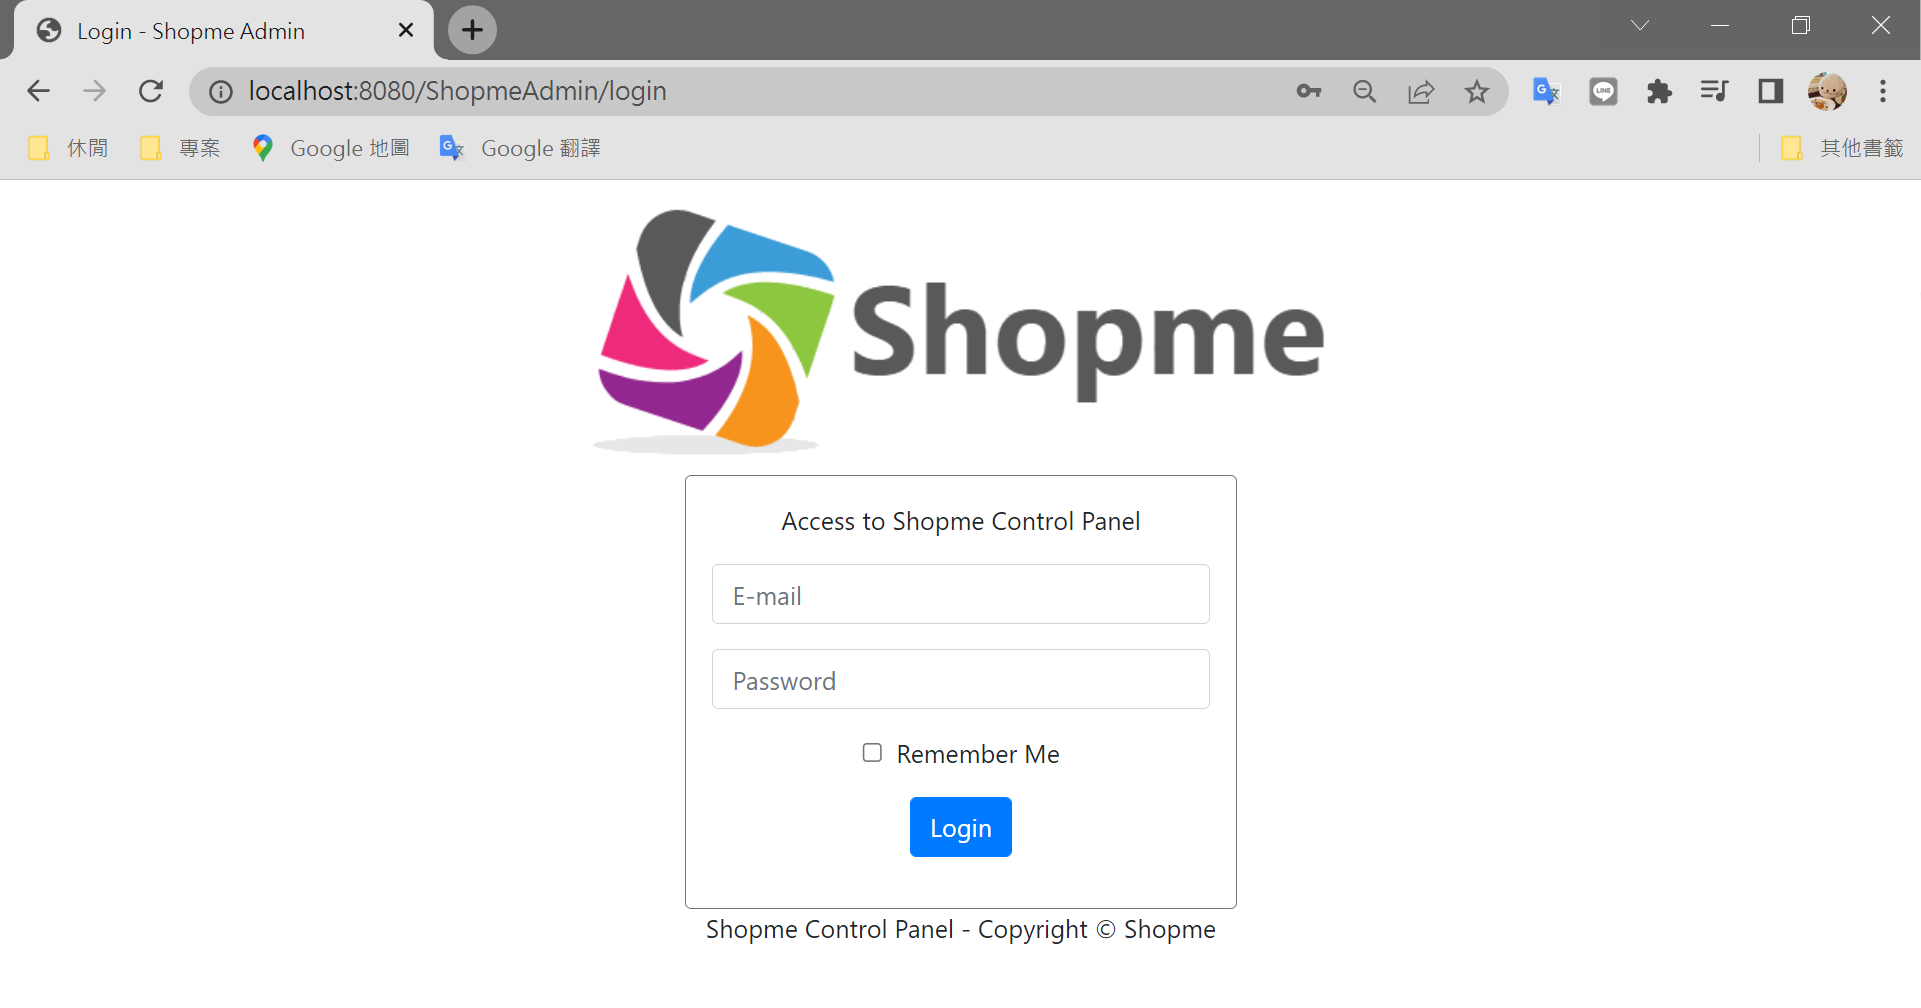 Login - Shopme Admin
localhost:8080/ShopmeAdmin/login
LINE
休閒 專案 Google 地圖 Google 翻譯 其他書籤
Shopme
Access to Shopme Control Panel
E-mail
Password
Remember Me
Login
Shopme Control Panel - Copyright © Shopme